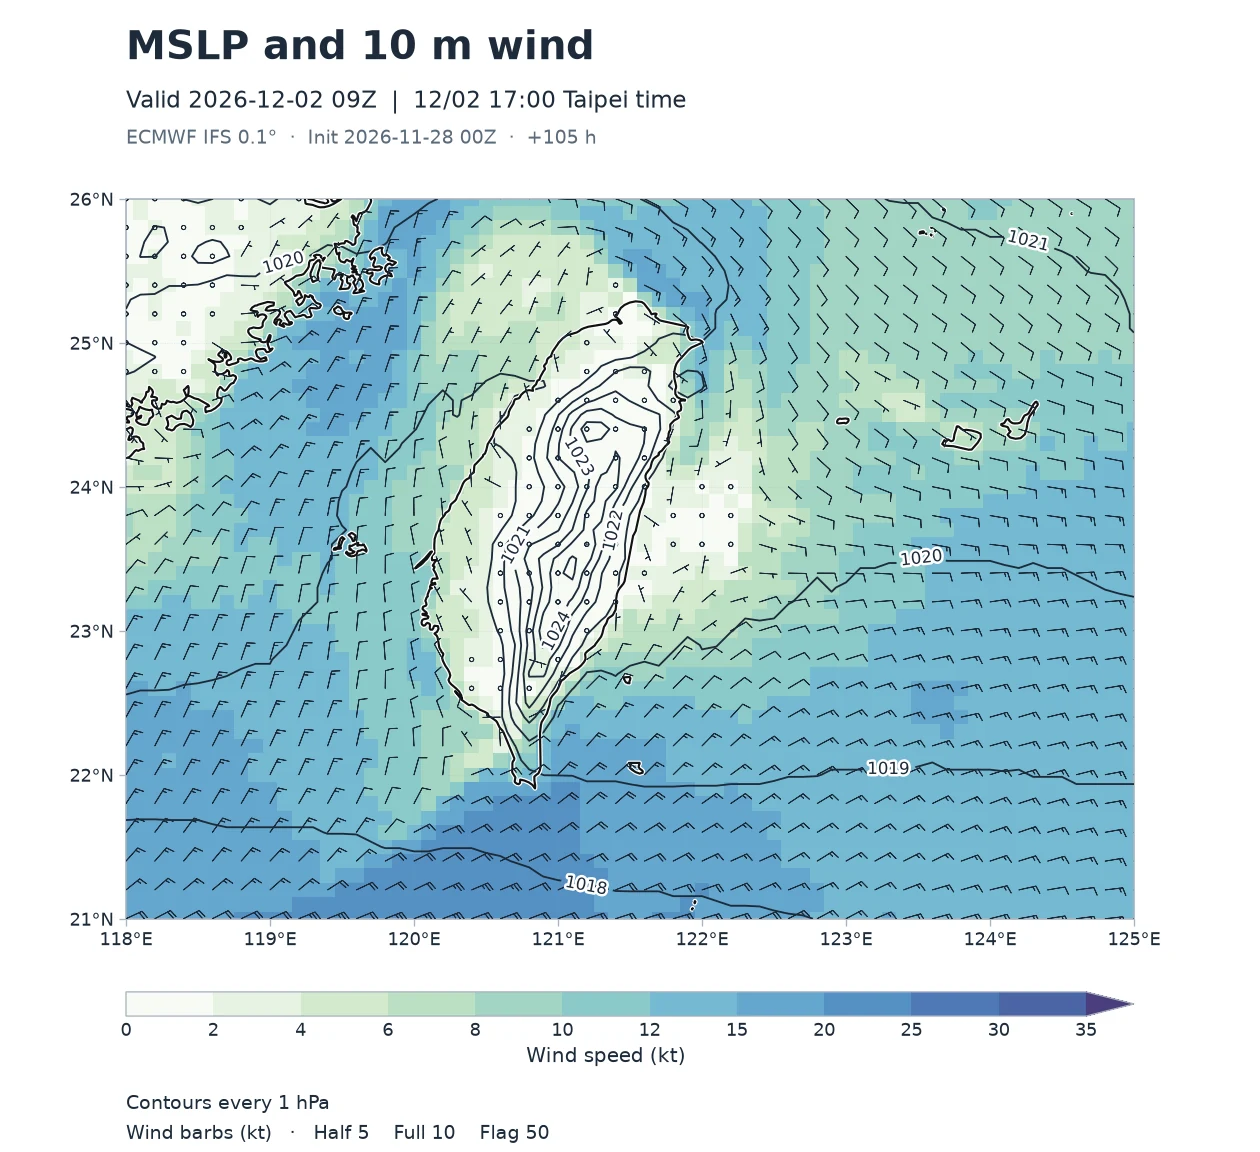 MSLP and 10 m wind
Valid 2026-12-02 09Z | 12/02 17:00 Taipei time
ECMWF IFS 0.1° · Init 2026-11-28 00Z · +105 h
26°N
25°N
24°N
23°N
22°N
21°N
1020
1021
1023
1022
1021
1024
1020
1019
1018
118°E 119°E 120°E 121°E 122°E 123°E 124°E 125°E
0 2 4 6 8 10 12 15 20 25 30 35
Wind speed (kt)
Contours every 1 hPa
Wind barbs (kt) · Half 5 Full 10 Flag 50